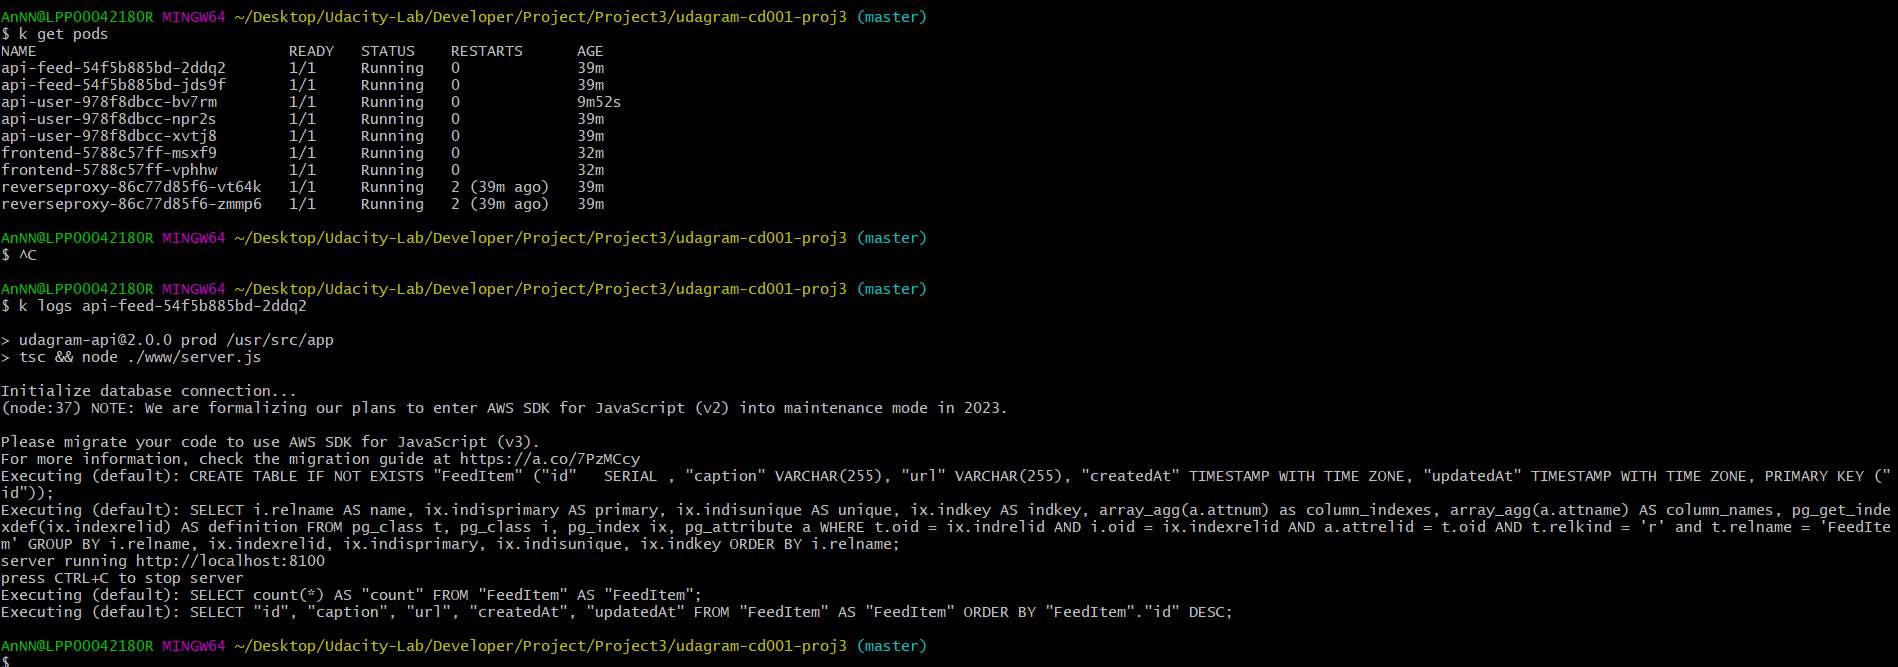 AnNN@LPP00042180R MINGW64 ~/Desktop/Udacity-Lab/Developer/Project/Project3/udagram-cd001-proj3 (master)
$ k get pods
NAME                            READY   STATUS    RESTARTS      AGE
api-feed-54f5b885bd-2ddq2       1/1     Running   0             39m
api-feed-54f5b885bd-jds9f       1/1     Running   0             39m
api-user-978f8dbcc-bv7rm        1/1     Running   0             9m52s
api-user-978f8dbcc-npr2s        1/1     Running   0             39m
api-user-978f8dbcc-xvtj8        1/1     Running   0             39m
frontend-5788c57ff-msxf9        1/1     Running   0             32m
frontend-5788c57ff-vphhw        1/1     Running   0             32m
reverseproxy-86c77d85f6-vt64k   1/1     Running   2 (39m ago)   39m
reverseproxy-86c77d85f6-zmmp6   1/1     Running   2 (39m ago)   39m
AnNN@LPP00042180R MINGW64 ~/Desktop/Udacity-Lab/Developer/Project/Project3/udagram-cd001-proj3 (master)
$ ^C
AnNN@LPP00042180R MINGW64 ~/Desktop/Udacity-Lab/Developer/Project/Project3/udagram-cd001-proj3 (master)
$ k logs api-feed-54f5b885bd-2ddq2
> udagram-api@2.0.0 prod /usr/src/app
> tsc && node ./www/server.js
Initialize database connection...
(node:37) NOTE: We are formalizing our plans to enter AWS SDK for JavaScript (v2) into maintenance mode in 2023.
Please migrate your code to use AWS SDK for JavaScript (v3).
For more information, check the migration guide at https://a.co/7PzMCcy
Executing (default): CREATE TABLE IF NOT EXISTS "FeedItem" ("id"   SERIAL , "caption" VARCHAR(255), "url" VARCHAR(255), "createdAt" TIMESTAMP WITH TIME ZONE, "updatedAt" TIMESTAMP WITH TIME ZONE, PRIMARY KEY ("
id"));
Executing (default): SELECT i.relname AS name, ix.indisprimary AS primary, ix.indisunique AS unique, ix.indkey AS indkey, array_agg(a.attnum) as column_indexes, array_agg(a.attname) AS column_names, pg_get_inde
xdef(ix.indexrelid) AS definition FROM pg_class t, pg_class i, pg_index ix, pg_attribute a WHERE t.oid = ix.indrelid AND i.oid = ix.indexrelid AND a.attrelid = t.oid AND t.relkind = 'r' and t.relname = 'FeedIte
m' GROUP BY i.relname, ix.indexrelid, ix.indisprimary, ix.indisunique, ix.indkey ORDER BY i.relname;
server running http://localhost:8100
press CTRL+C to stop server
Executing (default): SELECT count(*) AS "count" FROM "FeedItem" AS "FeedItem";
Executing (default): SELECT "id", "caption", "url", "createdAt", "updatedAt" FROM "FeedItem" AS "FeedItem" ORDER BY "FeedItem"."id" DESC;
AnNN@LPP00042180R MINGW64 ~/Desktop/Udacity-Lab/Developer/Project/Project3/udagram-cd001-proj3 (master)
$